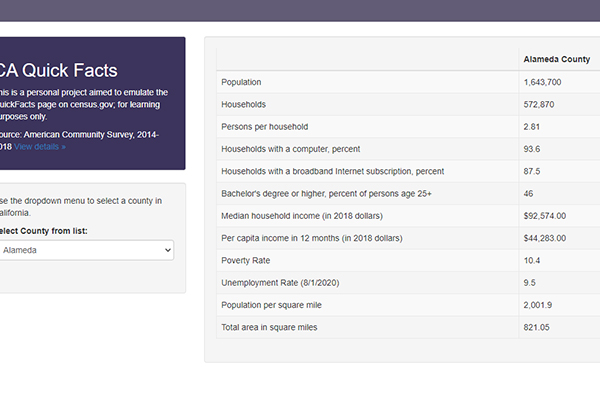 CA Quick Facts
his is a personal project aimed to emulate the
uickFacts page on census.gov; for learning
urposes only.
ource: American Community Survey, 2014-
018 View details »
se the dropdown menu to select a county in
alifornia.
elect County from list:
Alameda
Alameda County
Population 1,643,700
Households 572,870
Persons per household 2.81
Households with a computer, percent 93.6
Households with a broadband Internet subscription, percent 87.5
Bachelor's degree or higher, percent of persons age 25+ 46
Median household income (in 2018 dollars) $92,574.00
Per capita income in 12 months (in 2018 dollars) $44,283.00
Poverty Rate 10.4
Unemployment Rate (8/1/2020) 9.5
Population per square mile 2,001.9
Total area in square miles 821.05